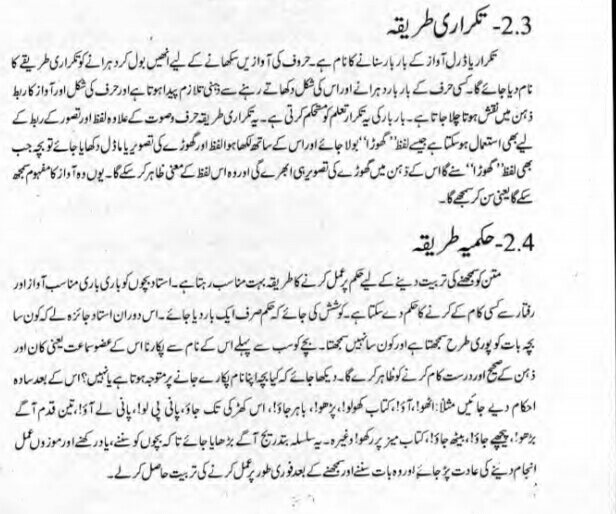 2.3- تکراری طریقہ
تکرار یا ڈرل آواز کے بار بار سنانے کا نام ہے۔ حروف کی آوازیں سکھانے کے لیے انھیں بول کر دہرانے کو تکراری طریقے کا
نام دیا جائے گا۔ کسی حرف کے بار بار دہرانے اور اس کی شکل دکھاتے رہنے سے ذہنی تلازم پیدا ہوتا ہے اور حرف کی شکل اور آواز کا ربط
ذہن میں نقش ہوتا چلا جاتا ہے۔ بار بار کی یہ تکرار تعلم کو مستحکم کرتی ہے۔ یہ تکراری طریقہ حرف و صوت کے علاوہ لفظ اور تصور کے ربط کے
لیے بھی استعمال ہو سکتا ہے جیسے لفظ "گھوڑا" بولا جائے اور اس کے ساتھ لکھا ہوا لفظ اور گھوڑے کی تصویر یا ماڈل دکھایا جائے تو بچہ جب
بھی لفظ "گھوڑا" سنے گا اس کے ذہن میں گھوڑے کی تصویر ہی ابھرے گی اور وہ اس لفظ کے معنی ظاہر کر سکے گا۔ یوں وہ آواز کا مفہوم سمجھ
سکے گا یعنی سن کر سمجھے گا۔
2.4- حکمیہ طریقہ
متن کو سمجھنے کی تربیت دینے کے لیے حکم پر عمل کرنے کا طریقہ بہت مناسب رہتا ہے۔ استاد بچوں کو باری باری مناسب آواز اور
رفتار سے کسی کام کے کرنے کا حکم دے سکتا ہے۔ کوشش کی جائے کہ حکم صرف ایک بار دیا جائے۔ اس دوران استاد جائزہ لے کہ کون سا
بچہ بات کو پوری طرح سمجھتا ہے اور کون سا نہیں سمجھتا۔ بچے کو سب سے پہلے اس کے نام سے پکارنا اس کے عضو سماعت یعنی کان اور
ذہن کے صحیح اور درست کام کرنے کو ظاہر کرے گا۔ دیکھا جائے کہ کیا بچہ اپنا نام پکارے جانے پر متوجہ ہوتا ہے یا نہیں؟ اس کے بعد سادہ
احکام دیے جائیں مثلاً: اٹھو!، آؤ!، کتاب کھولو!، پڑھو!، باہر جاؤ!، اس کھڑکی تک جاؤ، پانی پی لو!، پانی لے آؤ!، تین قدم آگے
بڑھو!، پیچھے جاؤ!، بیٹھ جاؤ!، کتاب میز پر رکھو! وغیرہ۔ یہ سلسلہ بتدریج آگے بڑھایا جائے تاکہ بچوں کو سننے، یاد رکھنے اور موزوں عمل
انجام دینے کی عادت پڑ جائے اور وہ بات سننے اور سمجھنے کے بعد فوری طور پر عمل کرنے کی تربیت حاصل کر لے۔